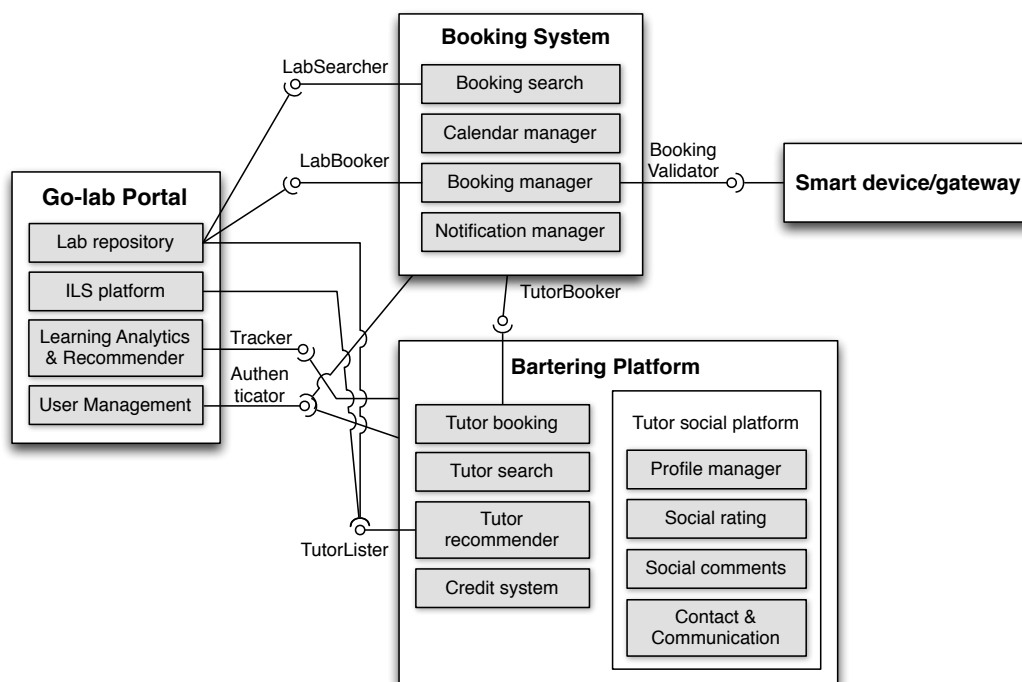 Booking System
LabSearcher
Booking search
Calendar manager
LabBooker
Booking manager
Notification manager
Booking
Validator
Smart device/gateway
Go-lab Portal
Lab repository
ILS platform
Learning Analytics
& Recommender
User Management
Tracker
Authen
ticator
TutorBooker
Bartering Platform
Tutor booking
Tutor search
Tutor
recommender
Credit system
TutorLister
Tutor social platform
Profile manager
Social rating
Social comments
Contact &
Communication